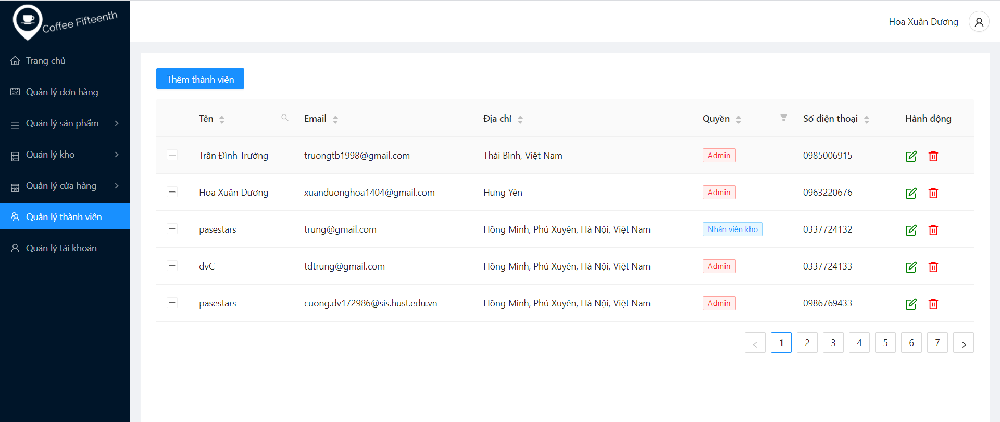 Coffee Fifteenth
Hoa Xuân Dương
Trang chủ
Quản lý đơn hàng
Quản lý sản phẩm
Quản lý kho
Quản lý cửa hàng
Quản lý thành viên
Quản lý tài khoản
Thêm thành viên
Tên Email Địa chỉ Quyền Số điện thoại Hành động
Trần Đình Trường truongtb1998@gmail.com Thái Bình, Việt Nam Admin 0985006915
Hoa Xuân Dương xuanduonghoa1404@gmail.com Hưng Yên Admin 0963220676
pasestars trung@gmail.com Hồng Minh, Phú Xuyên, Hà Nội, Việt Nam Nhân viên kho 0337724132
dvC tdtrung@gmail.com Hồng Minh, Phú Xuyên, Hà Nội, Việt Nam Admin 0337724133
pasestars cuong.dv172986@sis.hust.edu.vn Hồng Minh, Phú Xuyên, Hà Nội, Việt Nam Admin 0986769433
< 1 2 3 4 5 6 7 >